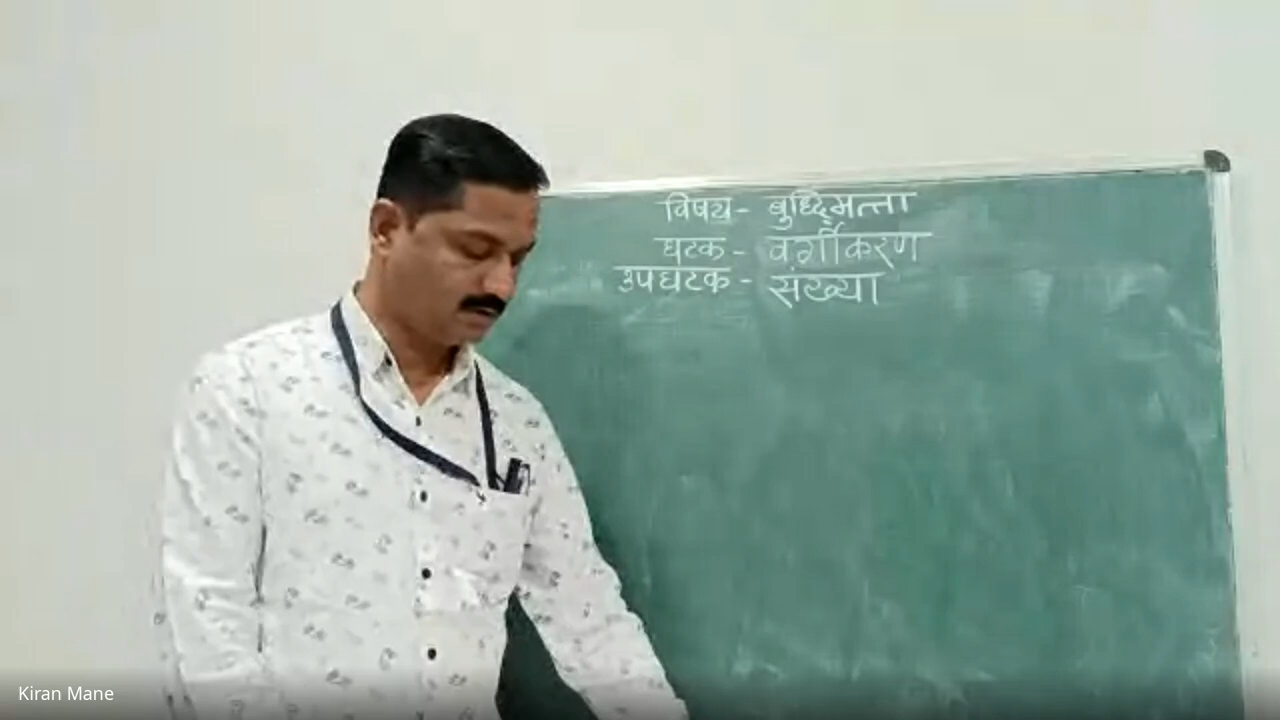 विषय - बुध्दिमत्ता
घटक - वर्गीकरण
उपघटक - संख्या
Kiran Mane